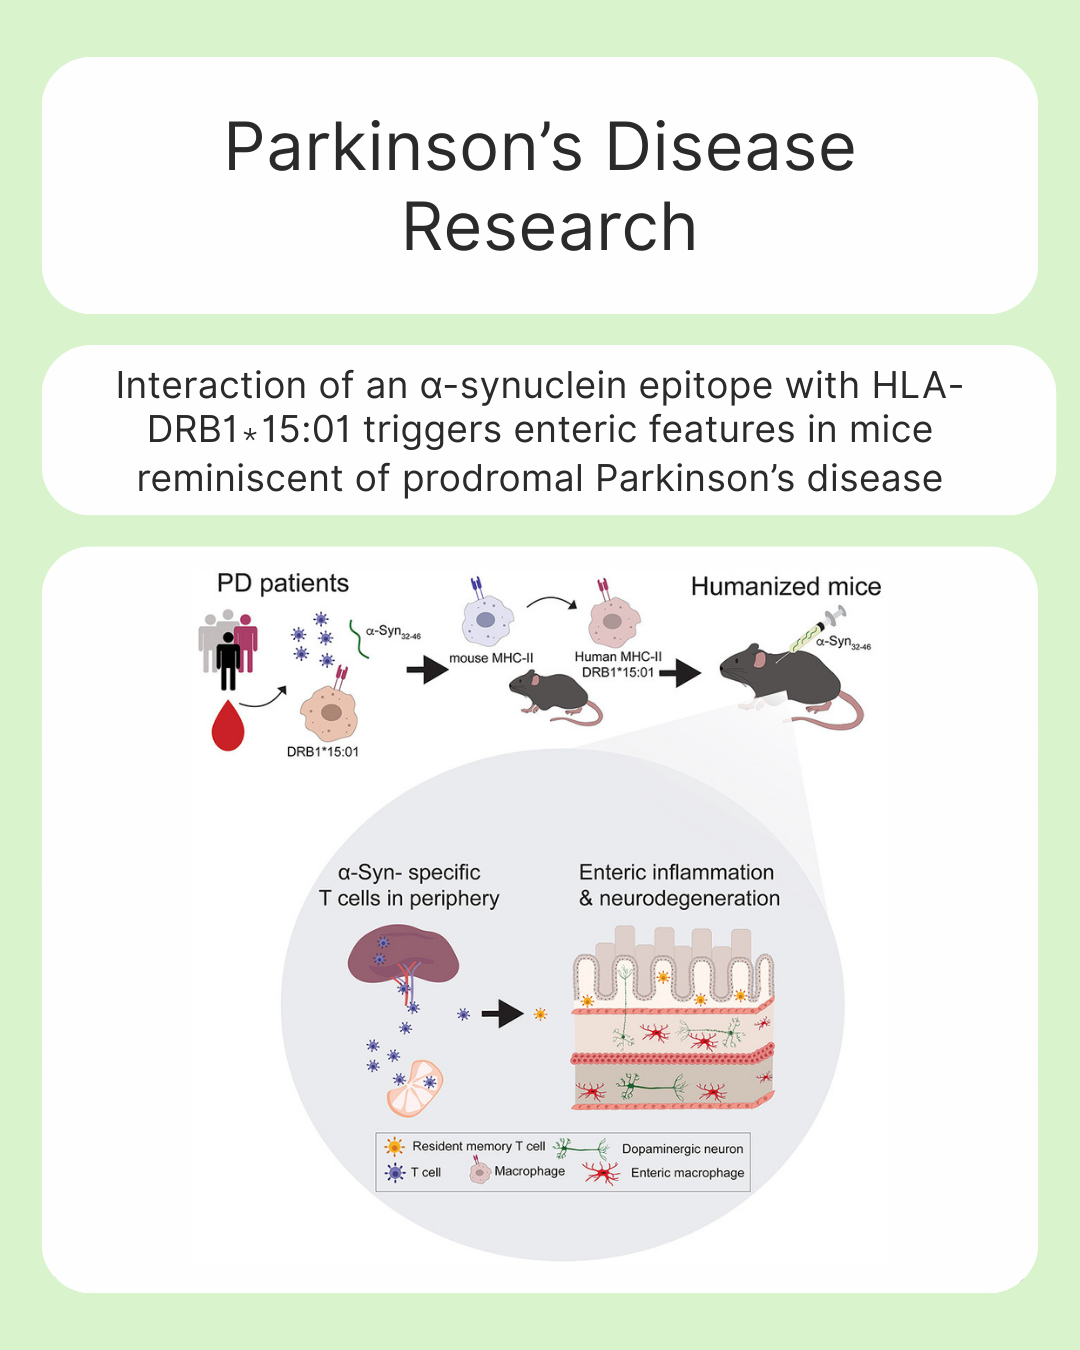 Parkinson’s Disease
Research
Interaction of an α-synuclein epitope with HLA-
DRB1*15:01 triggers enteric features in mice
reminiscent of prodromal Parkinson’s disease
PD patients
α-Syn32-46
DRB1*15:01
mouse MHC-II
Human MHC-II
DRB1*15:01
Humanized mice
α-Syn32-46
α-Syn- specific
T cells in periphery
Enteric inflammation
& neurodegeneration
Resident memory T cell
Dopaminergic neuron
T cell
Macrophage
Enteric macrophage